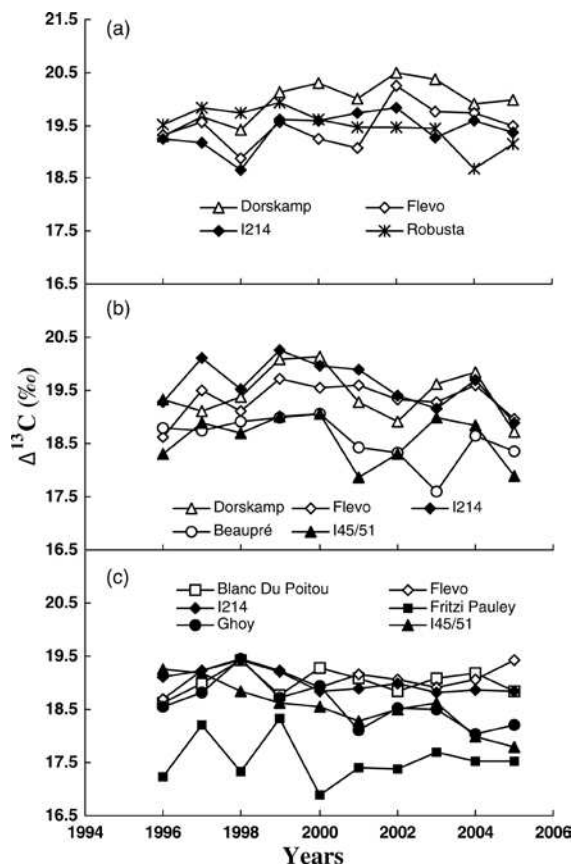 (a)
20.5
19.5
18.5
17.5
16.5
Dorskamp
Flevo
I214
Robusta
(b)
20.5
19.5
18.5
17.5
16.5
Dorskamp
Flevo
I214
Beaupré
I45/51
Δ 13C (‰)
(c)
20.5
19.5
18.5
17.5
16.5
Blanc Du Poitou
Flevo
I214
Fritzi Pauley
Ghoy
I45/51
1994 1996 1998 2000 2002 2004 2006
Years